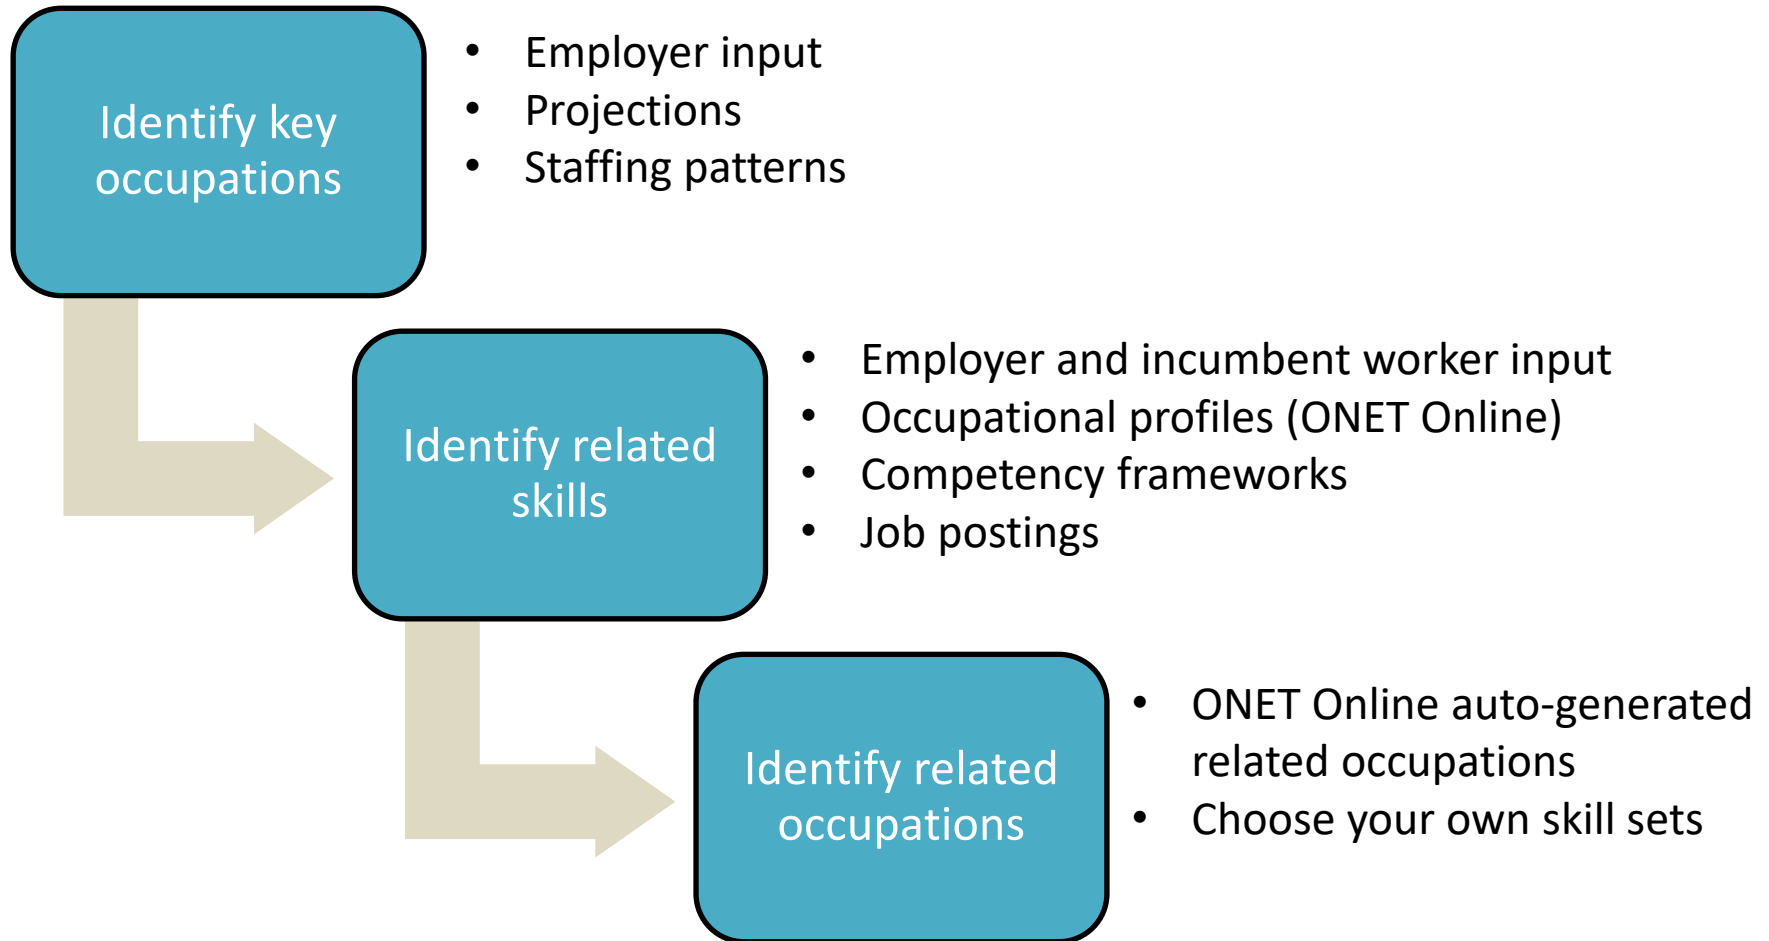 Identify key
occupations
• Employer input
• Projections
• Staffing patterns
Identify related
skills
• Employer and incumbent worker input
• Occupational profiles (ONET Online)
• Competency frameworks
• Job postings
Identify related
occupations
• ONET Online auto-generated
related occupations
• Choose your own skill sets